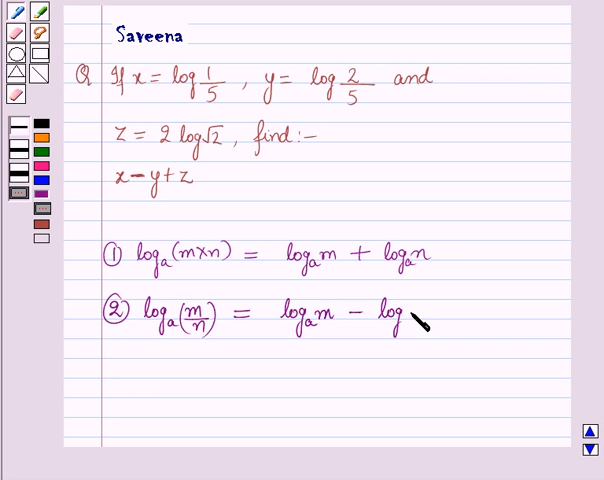 Saveena
Q If x = log 1/5 , y = log 2/5 and
z = 2 log√2 , find :-
x - y + z
① logₐ(m×n) = logₐm + logₐn
② logₐ(m/n) = logₐm - log